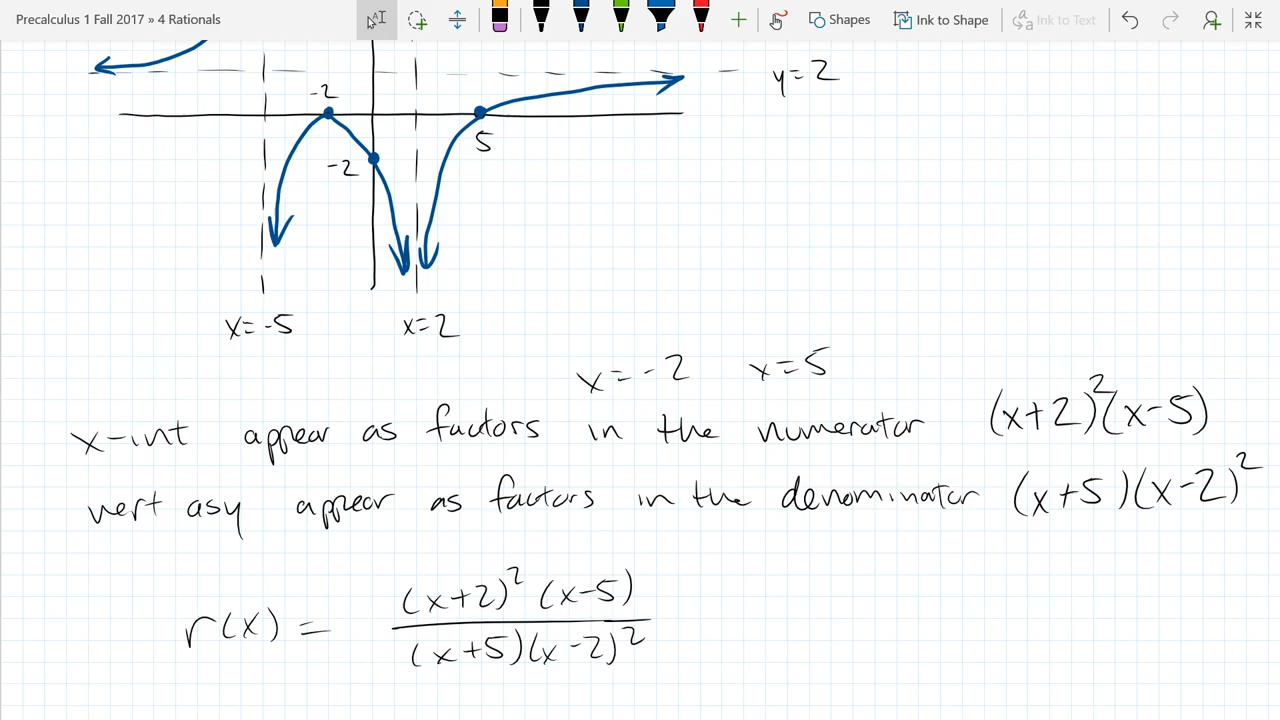 Precalculus 1 Fall 2017 » 4 Rationals
Shapes
Ink to Shape
Ink to Text
y=2
-2
5
-2
x=-5 x=2
x=-2 x=5
x-int appear as factors in the numerator (x+2)²(x-5)
vert asy appear as factors in the denominator (x+5)(x-2)²
r(x) = (x+2)² (x-5)
(x+5)(x-2)²